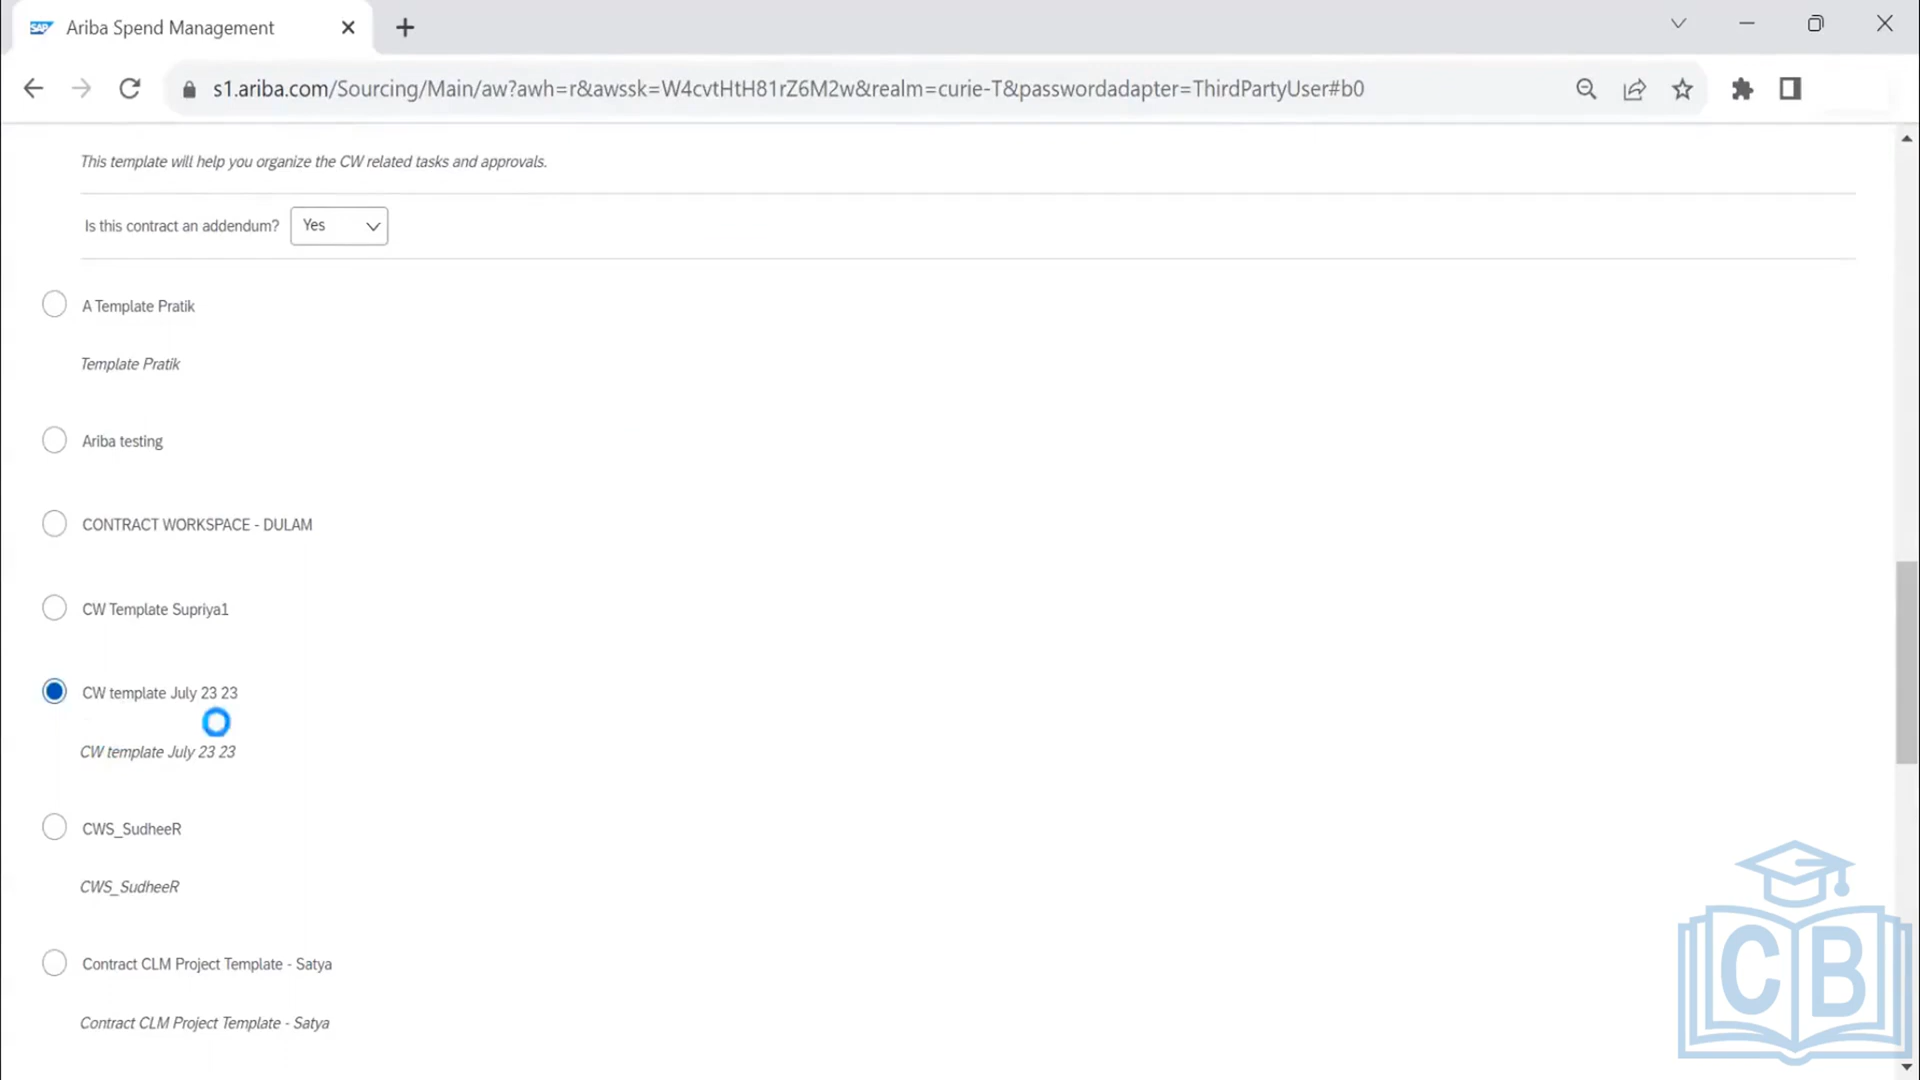 SAP Ariba Spend Management
s1.ariba.com/Sourcing/Main/aw?awh=r&awssk=W4cvtHtH81rZ6M2w&realm=curie-T&passwordadapter=ThirdPartyUser#b0
This template will help you organize the CW related tasks and approvals.
Is this contract an addendum? Yes
A Template Pratik
Template Pratik
Ariba testing
CONTRACT WORKSPACE - DULAM
CW Template Supriya1
CW template July 23 23
CW template July 23 23
CWS_SudheeR
CWS_SudheeR
Contract CLM Project Template - Satya
Contract CLM Project Template - Satya
CB